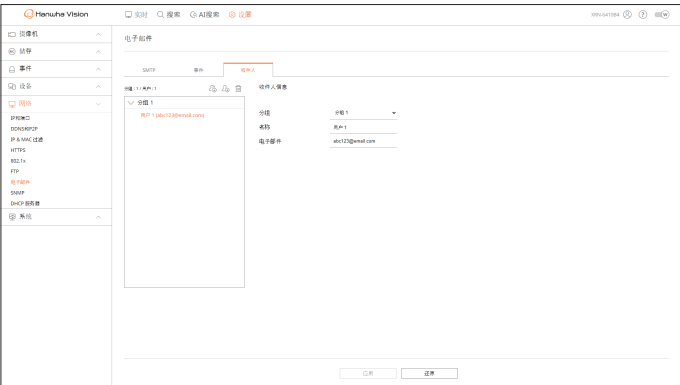 Hanwha Vision
实时 搜索 AI搜索 设置
XRN-6410B4
摄像机
储存
事件
设备
网络
IP和端口
DDNS和P2P
IP & MAC过滤
HTTPS
802.1x
FTP
电子邮件
SNMP
DHCP 服务器
系统
电子邮件
SMTP 事件 收件人
分组 : 1 / 用户 : 1
分组 1
用户 1 (abc123@email.com)
收件人信息
分组 分组 1
名称 用户 1
电子邮件 abc123@email.com
应用 还原